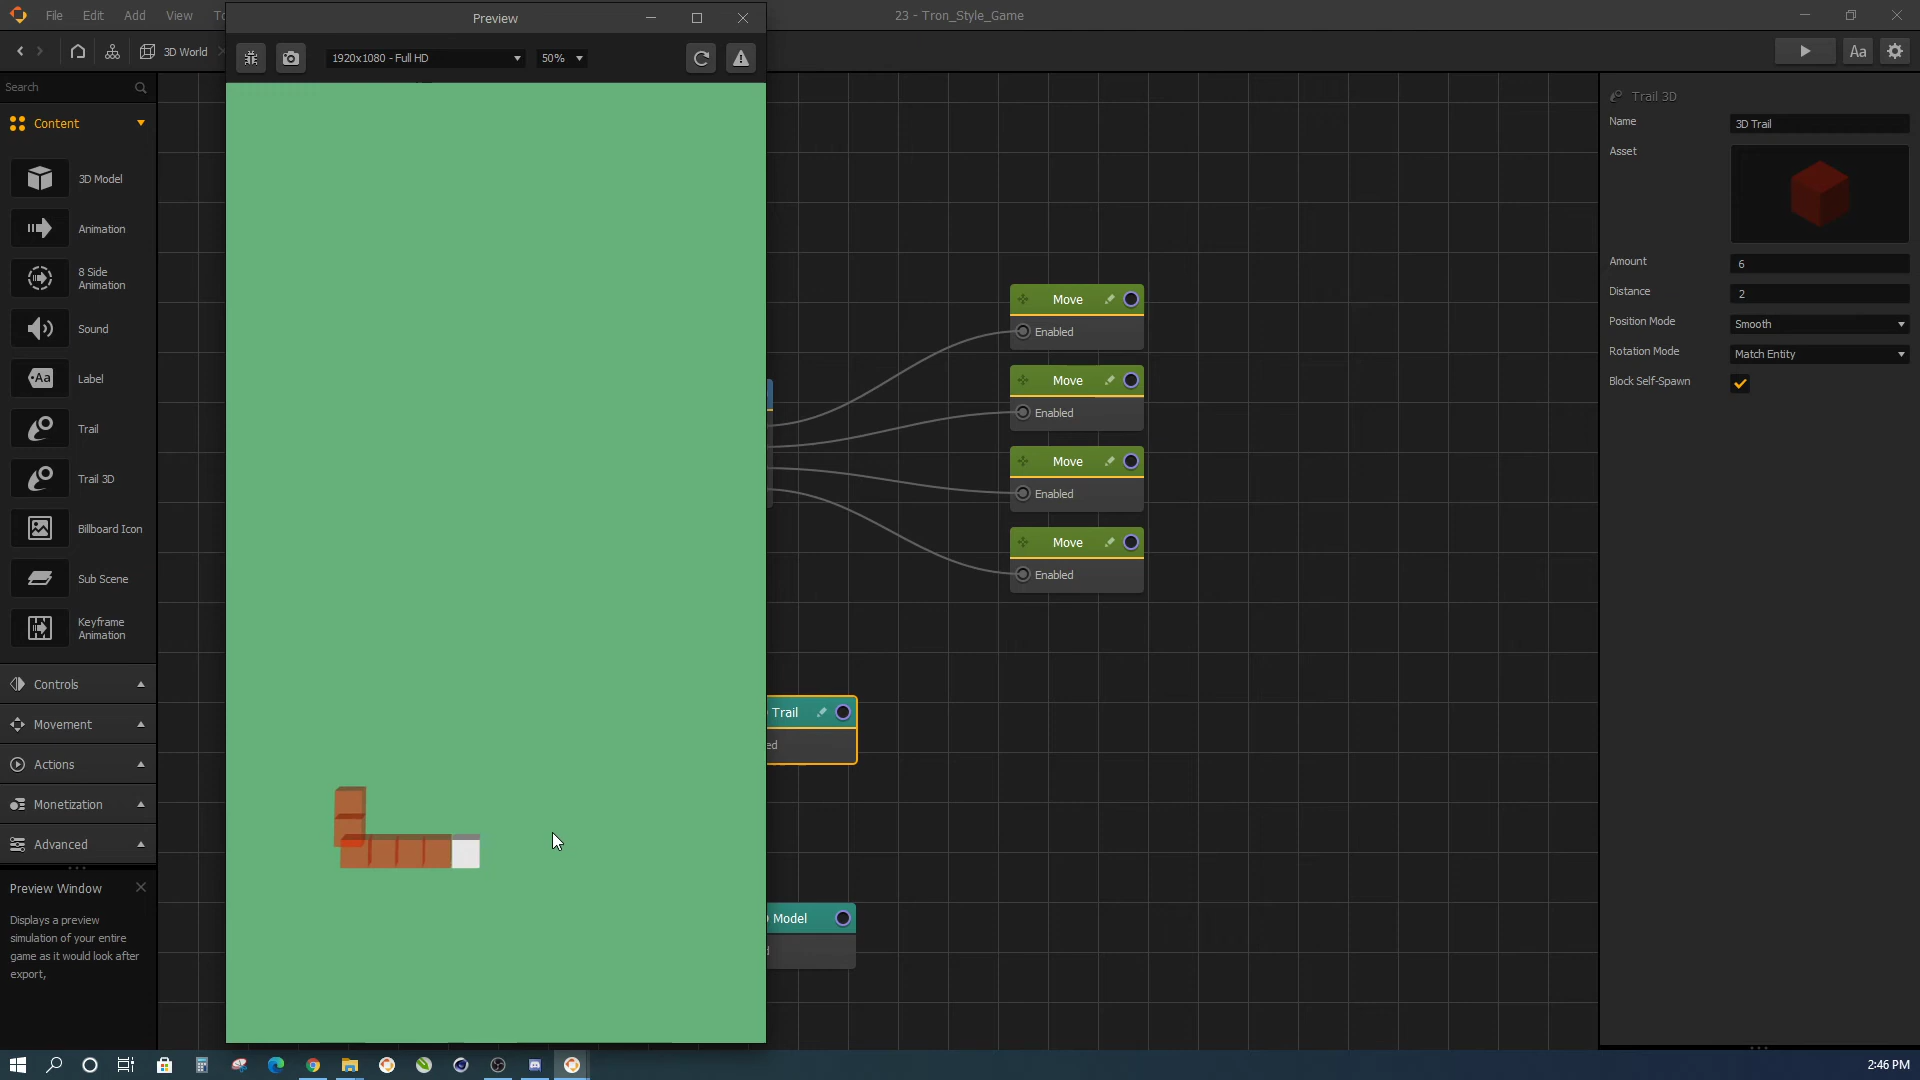 File Edit Add View To
Preview
23 - Tron_Style_Game
3D World
1920x1080 - Full HD
50%
Aa
Search
Content
3D Model
Animation
8 Side
Animation
Sound
Aa
Label
Trail
Trail 3D
Billboard Icon
Sub Scene
Keyframe
Animation
Controls
Movement
Actions
Monetization
Advanced
Preview Window
Displays a preview
simulation of your entire
game as it would look after
export,
Move
Enabled
Move
Enabled
Move
Enabled
Move
Enabled
Trail
ed
Model
Trail 3D
Name
3D Trail
Asset
Amount
6
Distance
2
Position Mode
Smooth
Rotation Mode
Match Entity
Block Self-Spawn
2:46 PM